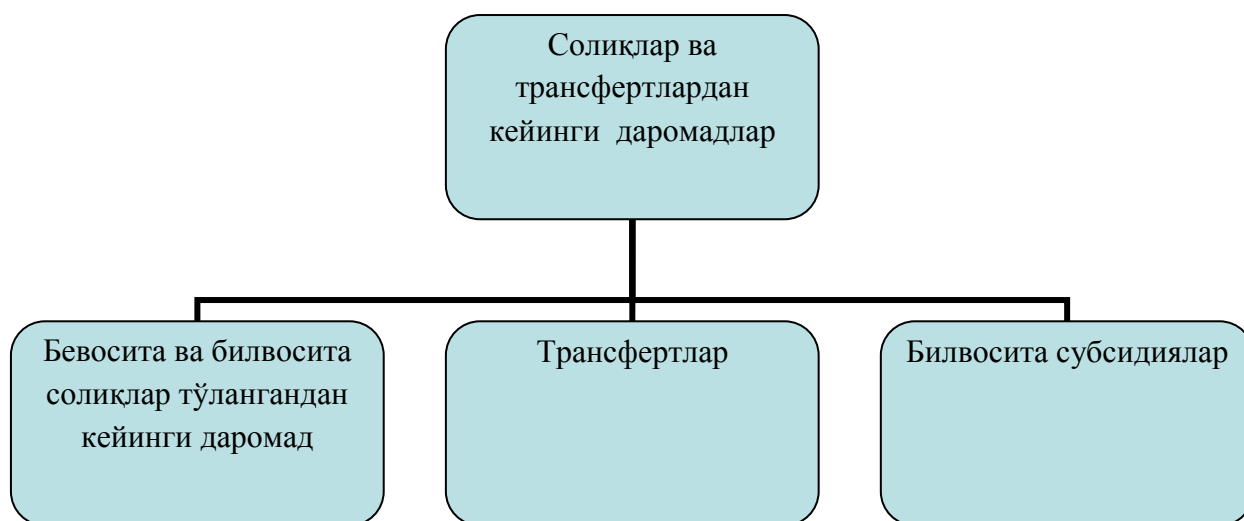 Солиқлар ва
трансфертлардан
кейинги даромадлар
Бевосита ва билвосита
солиқлар тўлангандан
кейинги даромад
Трансфертлар
Билвосита субсидиялар